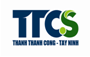 TTCS
THANH THANH CONG - TAY NINH